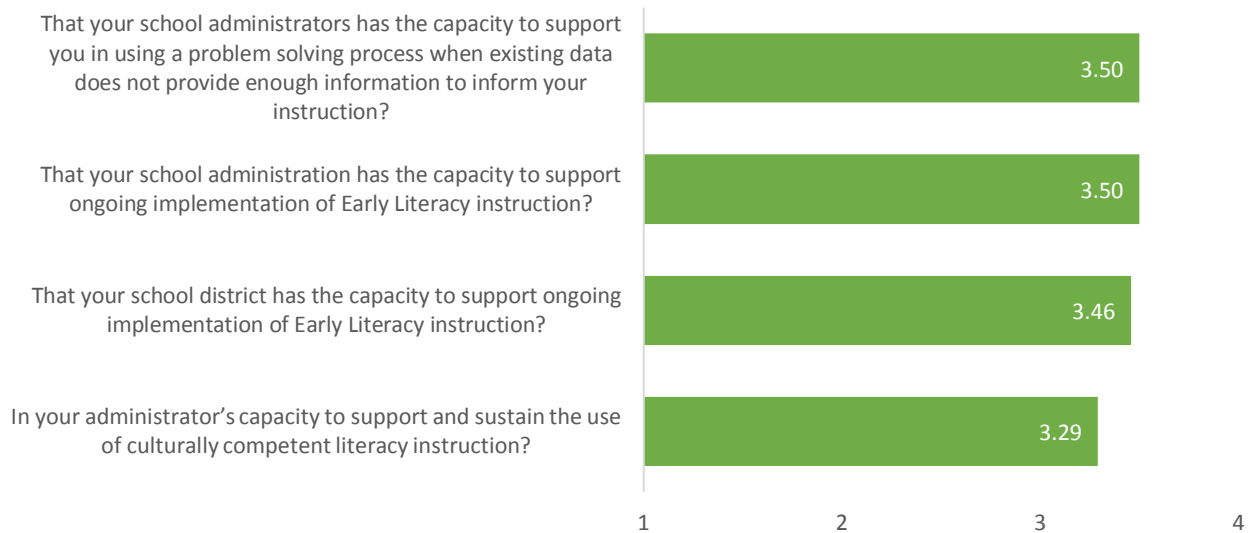 That your school administrators has the capacity to support
you in using a problem solving process when existing data
does not provide enough information to inform your
instruction?
3.50
That your school administration has the capacity to support
ongoing implementation of Early Literacy instruction?
3.50
That your school district has the capacity to support ongoing
implementation of Early Literacy instruction?
3.46
In your administrator’s capacity to support and sustain the use
of culturally competent literacy instruction?
3.29
1 2 3 4